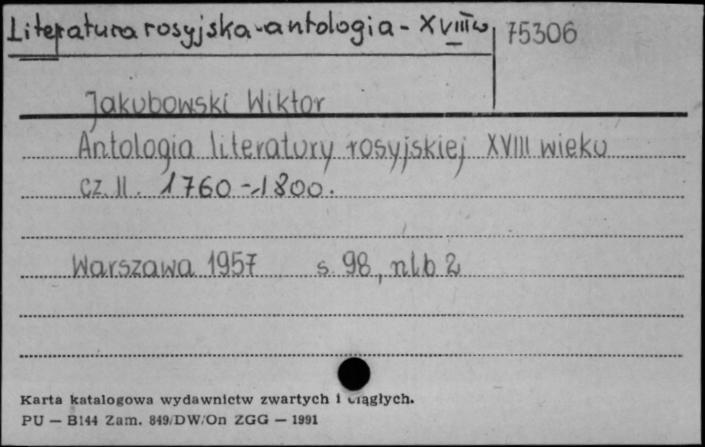 Literatura rosyjska-antologia - XVIII w
75306
Jakubowski Wiktor
Antologia literatury rosyjskiej XVIII wieku
cz. II. 1760-1800.
Warszawa 1957 s. 98, nlb 2
Karta katalogowa wydawnictw zwartych i ciągłych.
PU — B144 Zam. 849/DW/On ZGG — 1991